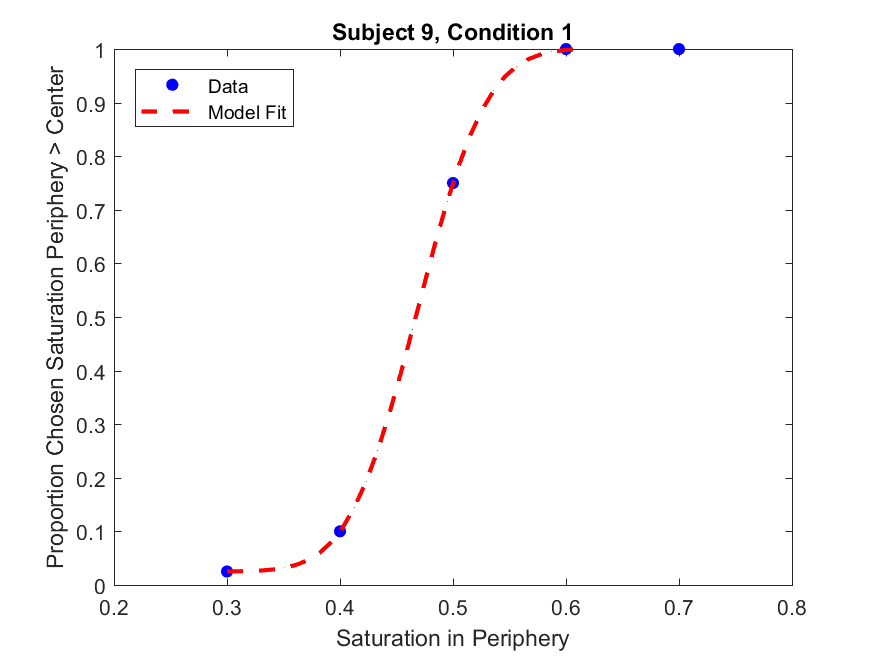 Subject 9, Condition 1
Proportion Chosen Saturation Periphery > Center
1
0.9
0.8
0.7
0.6
0.5
0.4
0.3
0.2
0.1
0
Data
Model Fit
0.2 0.3 0.4 0.5 0.6 0.7 0.8
Saturation in Periphery